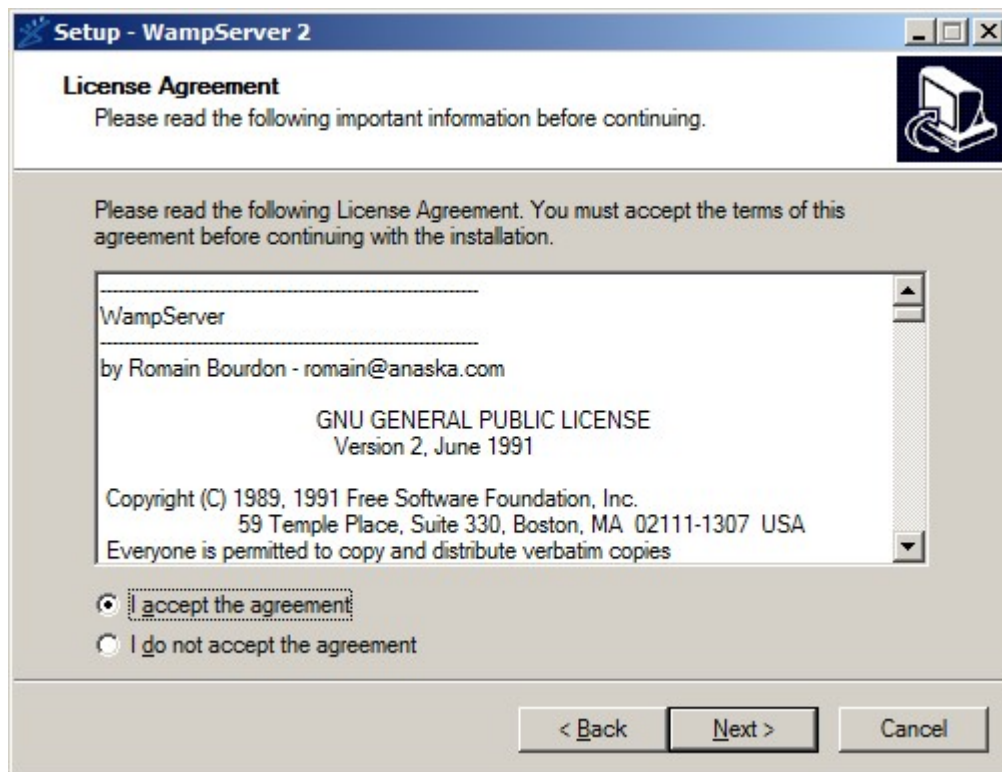 Setup - WampServer 2
License Agreement
Please read the following important information before continuing.
Please read the following License Agreement. You must accept the terms of this
agreement before continuing with the installation.
------------------------------------------------------------
WampServer
------------------------------------------------------------
by Romain Bourdon - romain@anaska.com
GNU GENERAL PUBLIC LICENSE
Version 2, June 1991
Copyright (C) 1989, 1991 Free Software Foundation, Inc.
59 Temple Place, Suite 330, Boston, MA  02111-1307  USA
Everyone is permitted to copy and distribute verbatim copies
I accept the agreement
I do not accept the agreement
< Back
Next >
Cancel